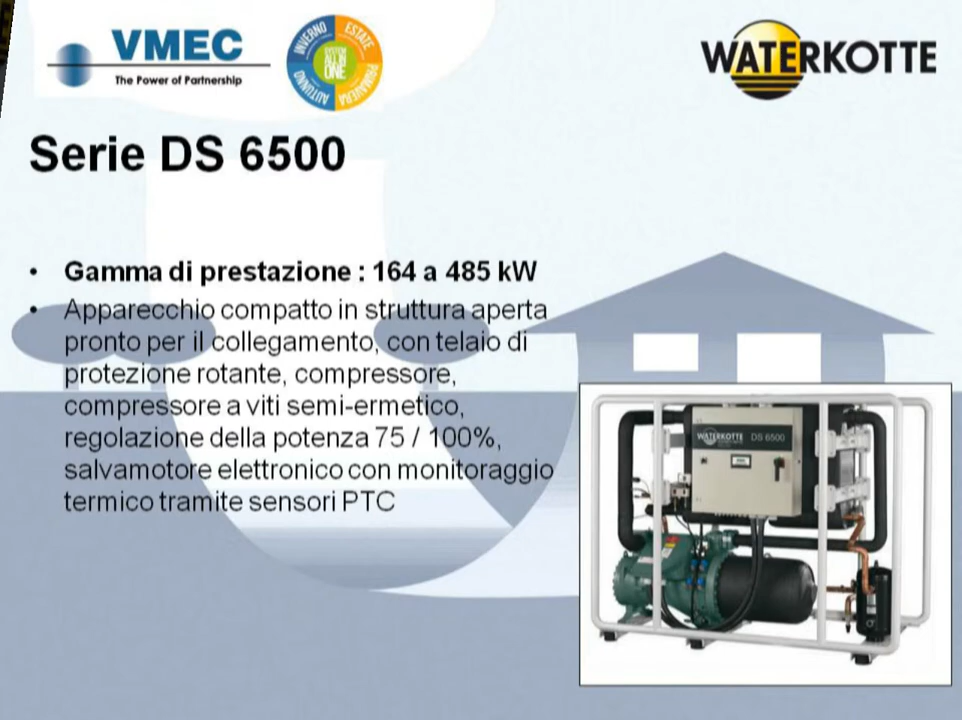 VMEC
The Power of Partnership
INVERNO
ESTATE
SYSTEM
ALL IN
ONE
AUTUNNO
PRIMAVERA
WATERKOTTE
Serie DS 6500
• Gamma di prestazione : 164 a 485 kW
• Apparecchio compatto in struttura aperta
pronto per il collegamento, con telaio di
protezione rotante, compressore,
compressore a viti semi-ermetico,
regolazione della potenza 75 / 100%,
salvamotore elettronico con monitoraggio
termico tramite sensori PTC
WATERKOTTE DS 6500